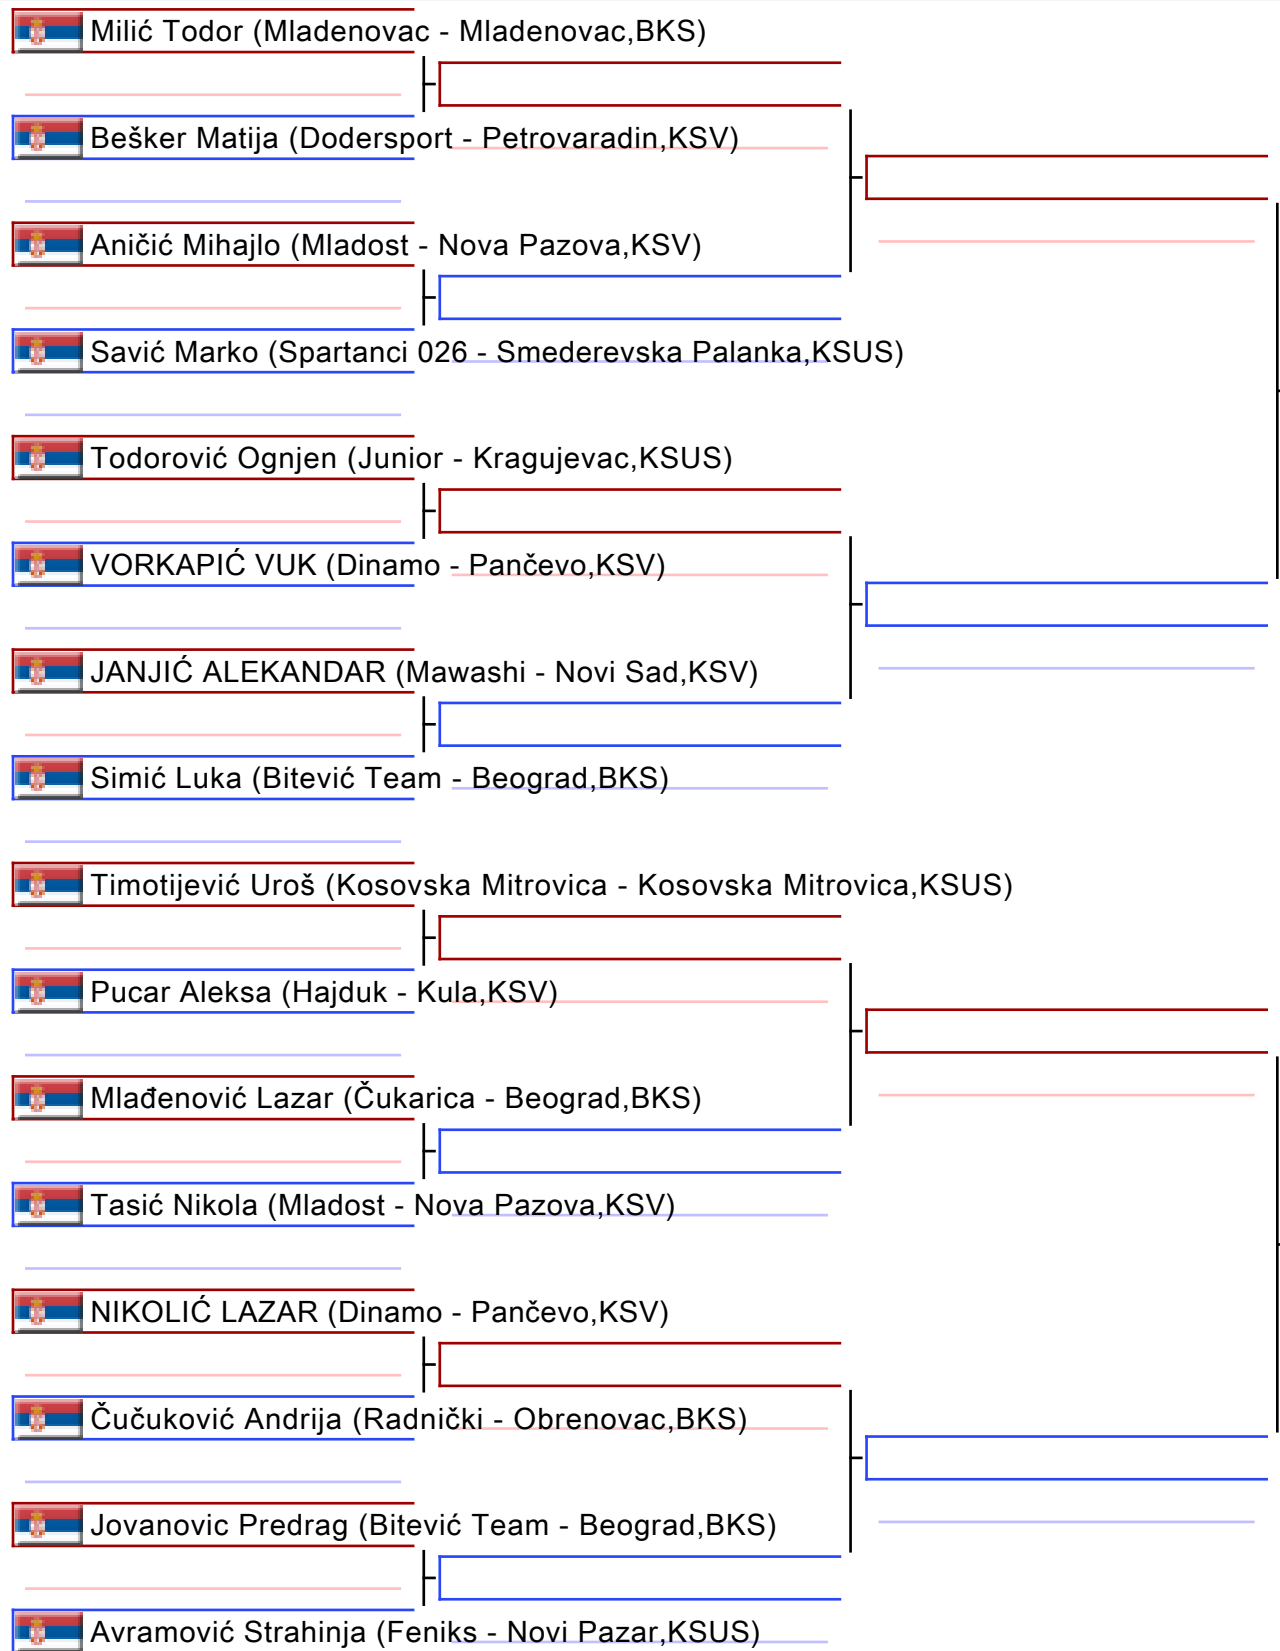 Milić Todor (Mladenovac - Mladenovac,BKS)
Bešker Matija (Dodersport - Petrovaradin,KSV)
Aničić Mihajlo (Mladost - Nova Pazova,KSV)
Savić Marko (Spartanci 026 - Smederevska Palanka,KSUS)
Todorović Ognjen (Junior - Kragujevac,KSUS)
VORKAPIĆ VUK (Dinamo - Pančevo,KSV)
JANJIĆ ALEKANDAR (Mawashi - Novi Sad,KSV)
Simić Luka (Bitević Team - Beograd,BKS)
Timotijević Uroš (Kosovska Mitrovica - Kosovska Mitrovica,KSUS)
Pucar Aleksa (Hajduk - Kula,KSV)
Mlađenović Lazar (Čukarica - Beograd,BKS)
Tasić Nikola (Mladost - Nova Pazova,KSV)
NIKOLIĆ LAZAR (Dinamo - Pančevo,KSV)
Čučuković Andrija (Radnički - Obrenovac,BKS)
Jovanovic Predrag (Bitević Team - Beograd,BKS)
Avramović Strahinja (Feniks - Novi Pazar,KSUS)